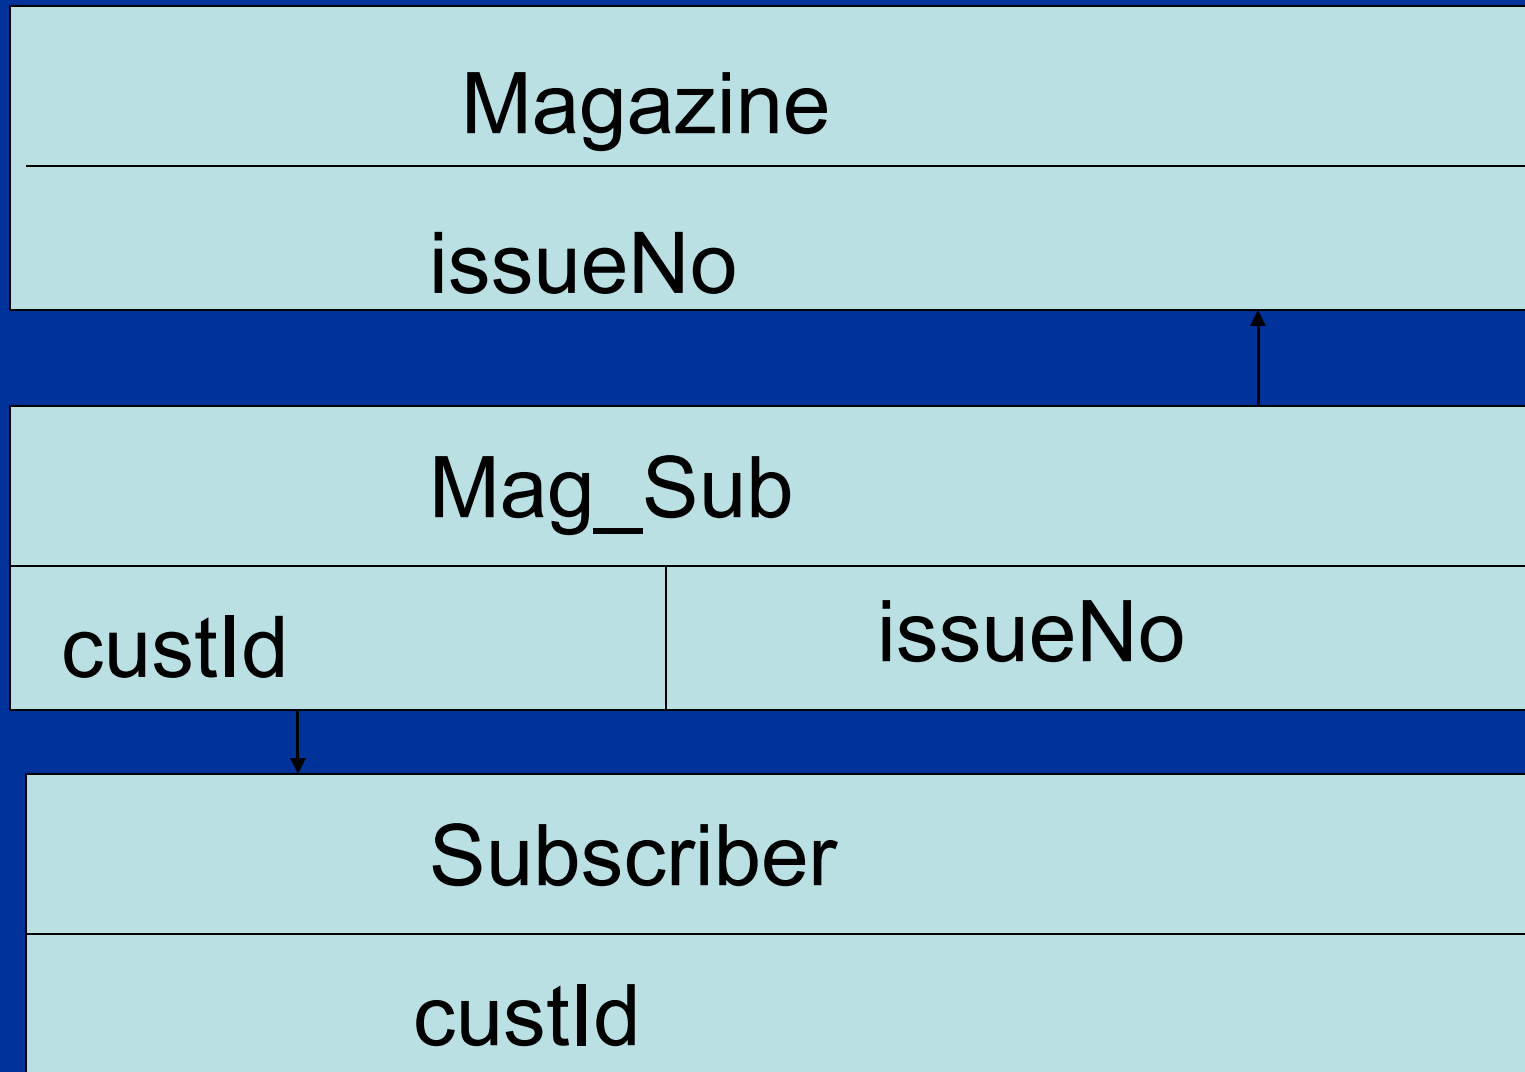 Magazine
issueNo
Mag_Sub
custId
issueNo
Subscriber
custId